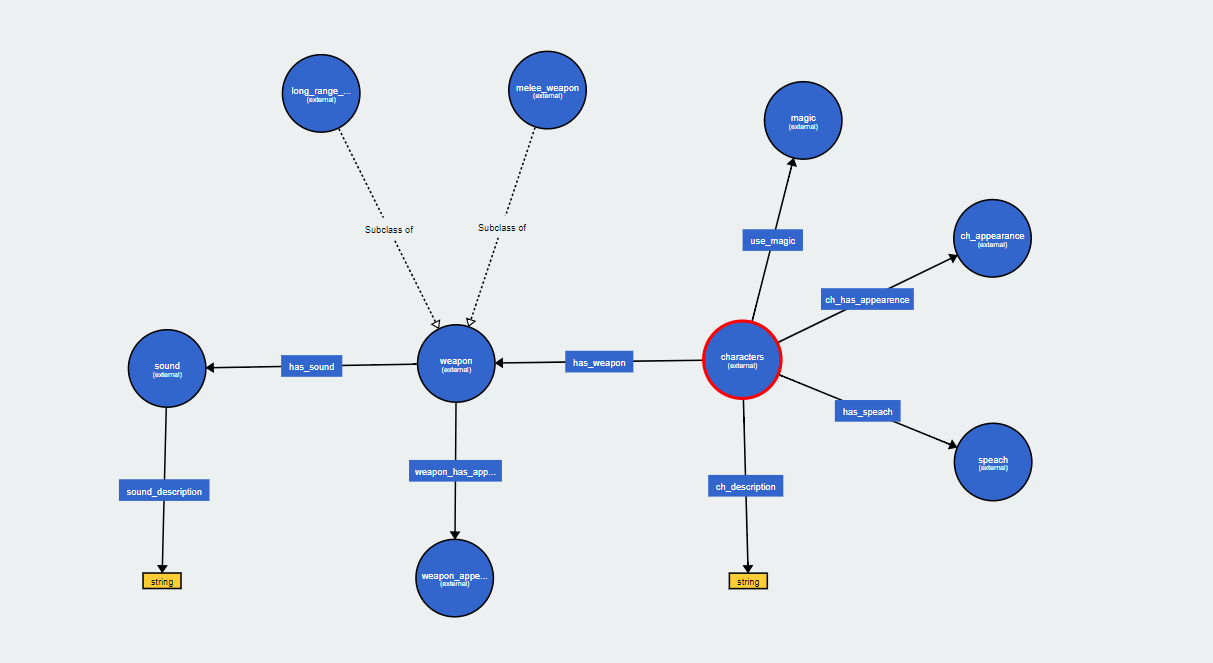 long_range_...
(external)
melee_weapon
(external)
magic
(external)
Subclass of
Subclass of
use_magic
ch_appearance
(external)
ch_has_appearence
sound
(external)
has_sound
weapon
(external)
has_weapon
characters
(external)
has_speach
speach
(external)
sound_description
weapon_has_app...
ch_description
string
weapon_appe...
(external)
string